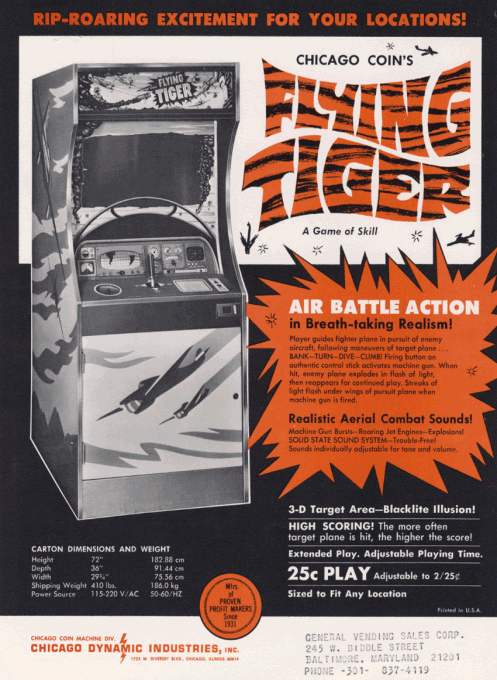 RIP-ROARING EXCITEMENT FOR YOUR LOCATIONS!
CHICAGO COIN'S
FLYING
TIGER
A Game of Skill
FLYING
TIGER
AIR BATTLE ACTION
in Breath-taking Realism!
Player guides fighter plane in pursuit of enemy
aircraft, following maneuvers of target plane . . .
BANK—TURN—DIVE—CLIMB! Firing button on
authentic control stick activates machine gun. When
hit, enemy plane explodes in flash of light,
then reappears for continued play. Streaks of
light flash under wings of pursuit plane when
machine gun is fired.
Realistic Aerial Combat Sounds!
Machine Gun Bursts—Roaring Jet Engines—Explosions!
SOLID STATE SOUND SYSTEM—Trouble-Free!
Sounds individually adjustable for tone and volume.
3-D Target Area—Blacklite Illusion!
HIGH SCORING! The more often
target plane is hit, the higher the score!
Extended Play. Adjustable Playing Time.
25c PLAY Adjustable to 2/25¢
Sized to Fit Any Location
Printed in U.S.A.
CARTON DIMENSIONS AND WEIGHT
Height 72" 182.88 cm
Depth 36" 91.44 cm
Width 29¾" 75.56 cm
Shipping Weight 410 lbs. 186.0 kg
Power Source 115-220 V/AC 50-60/HZ
Mfrs.
of
PROVEN
PROFIT MAKERS
Since
1931
CHICAGO COIN MACHINE DIV.
CHICAGO DYNAMIC INDUSTRIES, INC.
1725 W. DIVERSEY BLVD., CHICAGO, ILLINOIS 60614
GENERAL VENDING SALES CORP.
245 W. BIDDLE STREET
BALTIMORE, MARYLAND 21201
PHONE -301- 837-4119